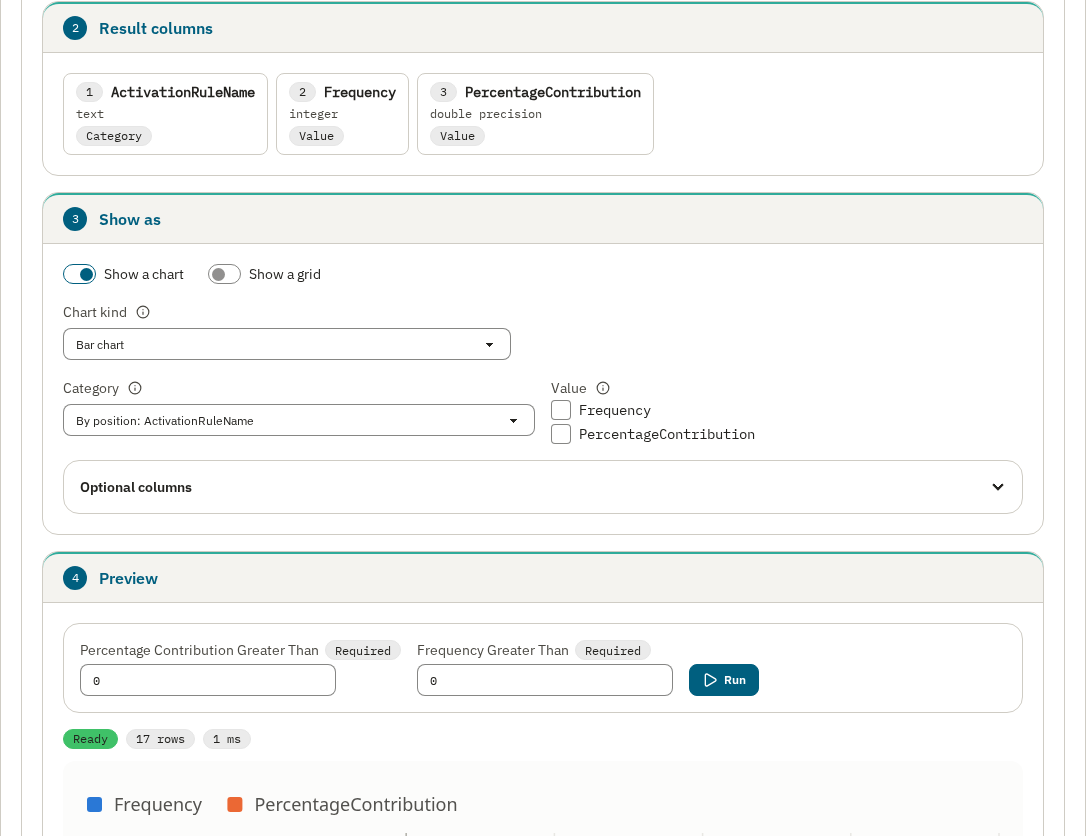 2 Result columns
1 ActivationRuleName
text
Category
2 Frequency
integer
Value
3 PercentageContribution
double precision
Value
3 Show as
Show a chart Show a grid
Chart kind
Bar chart
Category
By position: ActivationRuleName
Value
Frequency
PercentageContribution
Optional columns
4 Preview
Percentage Contribution Greater Than Required
0
Frequency Greater Than Required
0
Run
Ready 17 rows 1 ms
Frequency PercentageContribution